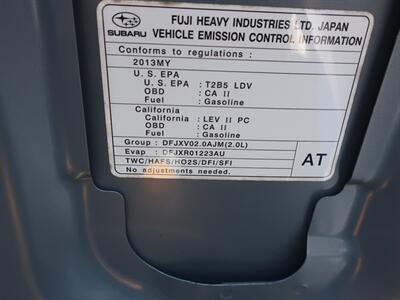 SUBARU
FUJI HEAVY INDUSTRIES LTD. JAPAN
VEHICLE EMISSION CONTROL INFORMATION
Conforms to regulations :
2013MY
U. S. EPA
U. S. EPA : T2B5 LDV
OBD : CA II
Fuel : Gasoline
California
California : LEV II PC
OBD : CA II
Fuel : Gasoline
Group : DFJXV02.0AJM(2.0L)
Evap : DFJXR01223AU
TWC/HAFS/HO2S/DFI/SFI
No adjustments needed.
AT